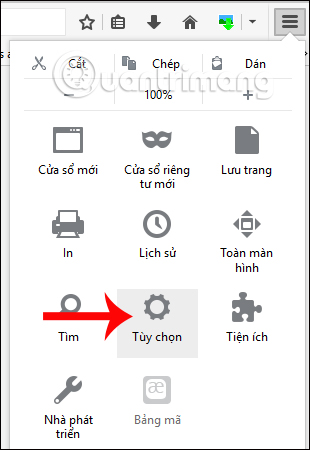 Cắt Chép Dán
Quantrimang
− 100% +
Cửa sổ mới Cửa sổ riêng tư mới Lưu trang
In Lịch sử Toàn màn hình
Tìm Tùy chọn Tiện ích
Nhà phát triển æ Bảng mã